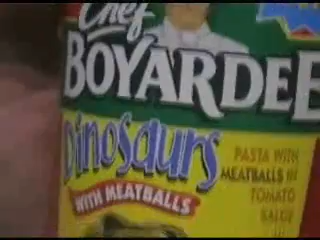 Chef
BOYARDEE
Dinosaurs
WITH MEATBALLS
PASTA WITH
MEATBALLS IN
TOMATO
SAUCE